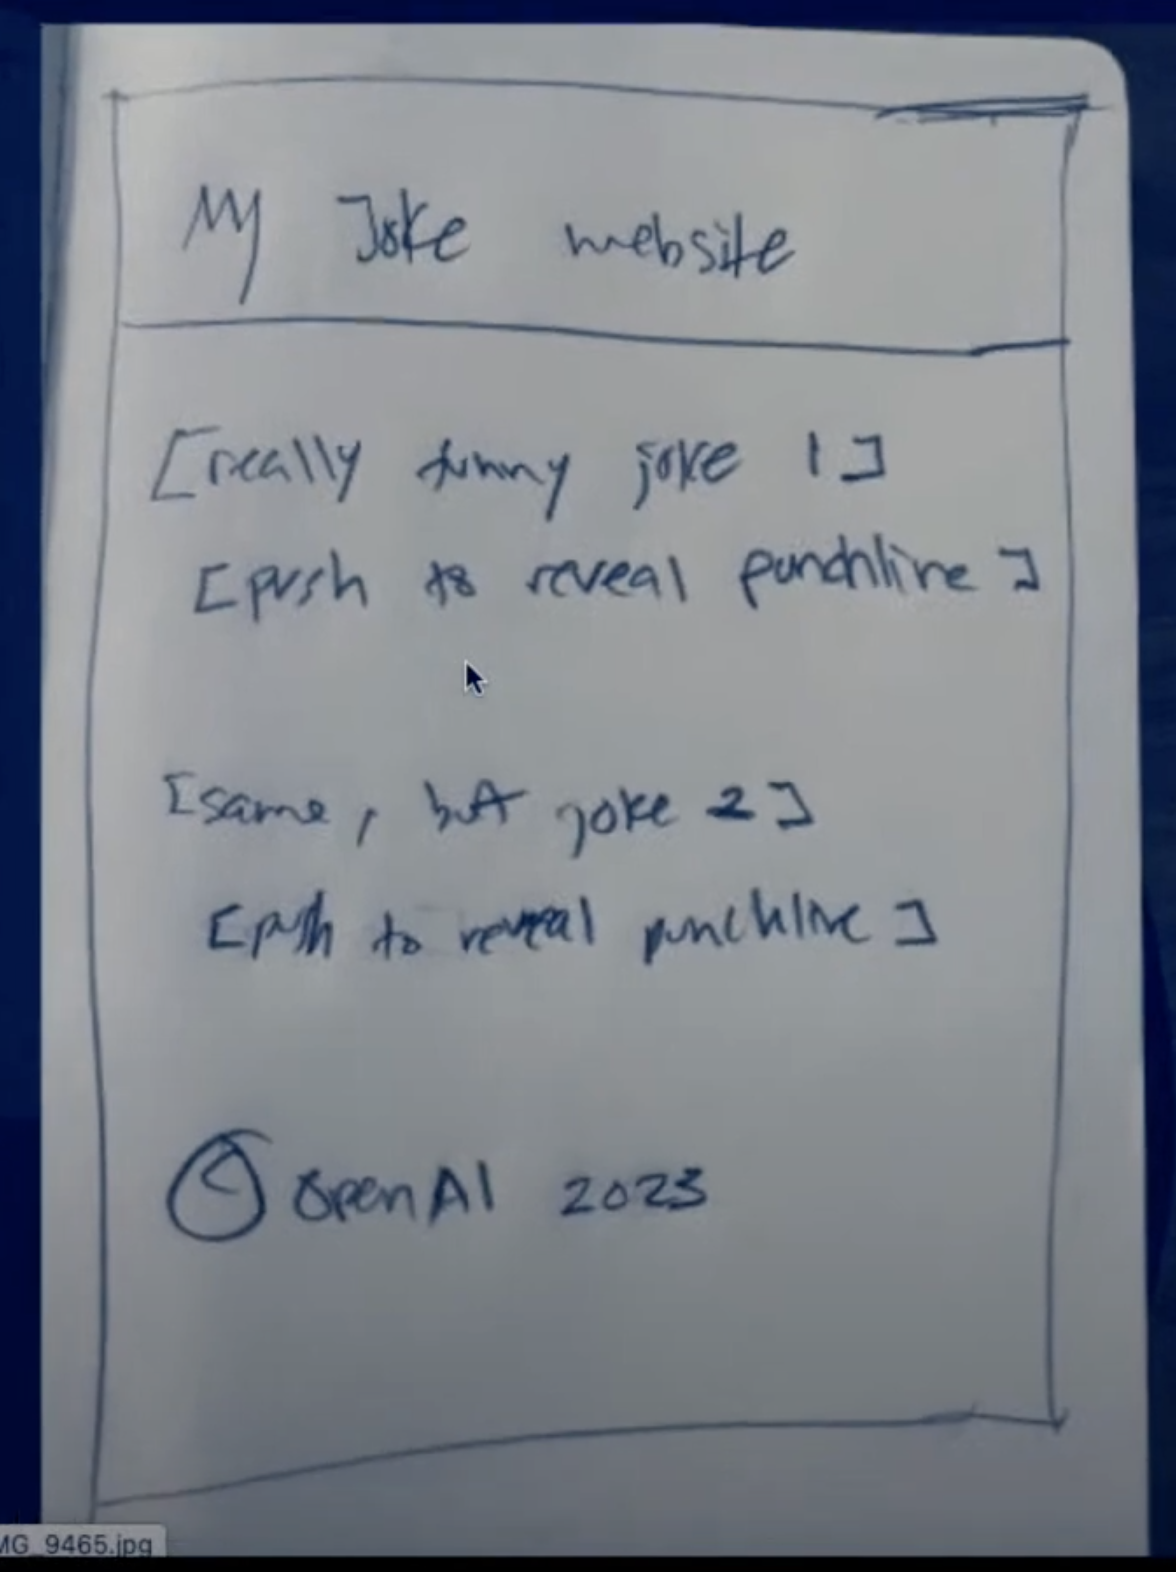 My Joke website
[really funny joke 1]
[push to reveal punchline]
[same, but joke 2]
[push to reveal punchline]
© OpenAI 2023
MG_9465.jpg